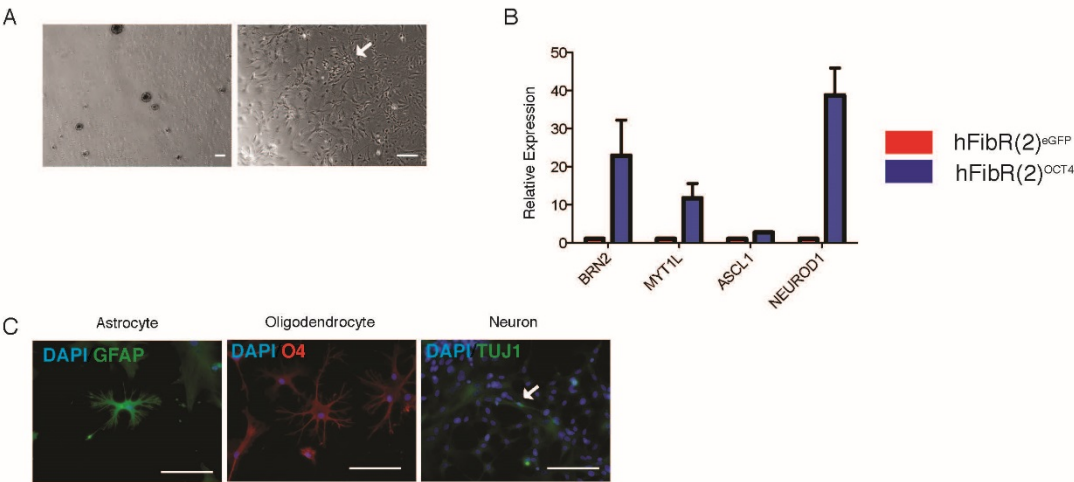 A
B
50
40
30
20
10
0
Relative Expression
BRN2
MYT1L
ASCL1
NEUROD1
hFibR(2)eGFP
hFibR(2)OCT4
C
Astrocyte
Oligodendrocyte
Neuron
DAPI GFAP
DAPI O4
DAPI TUJ1